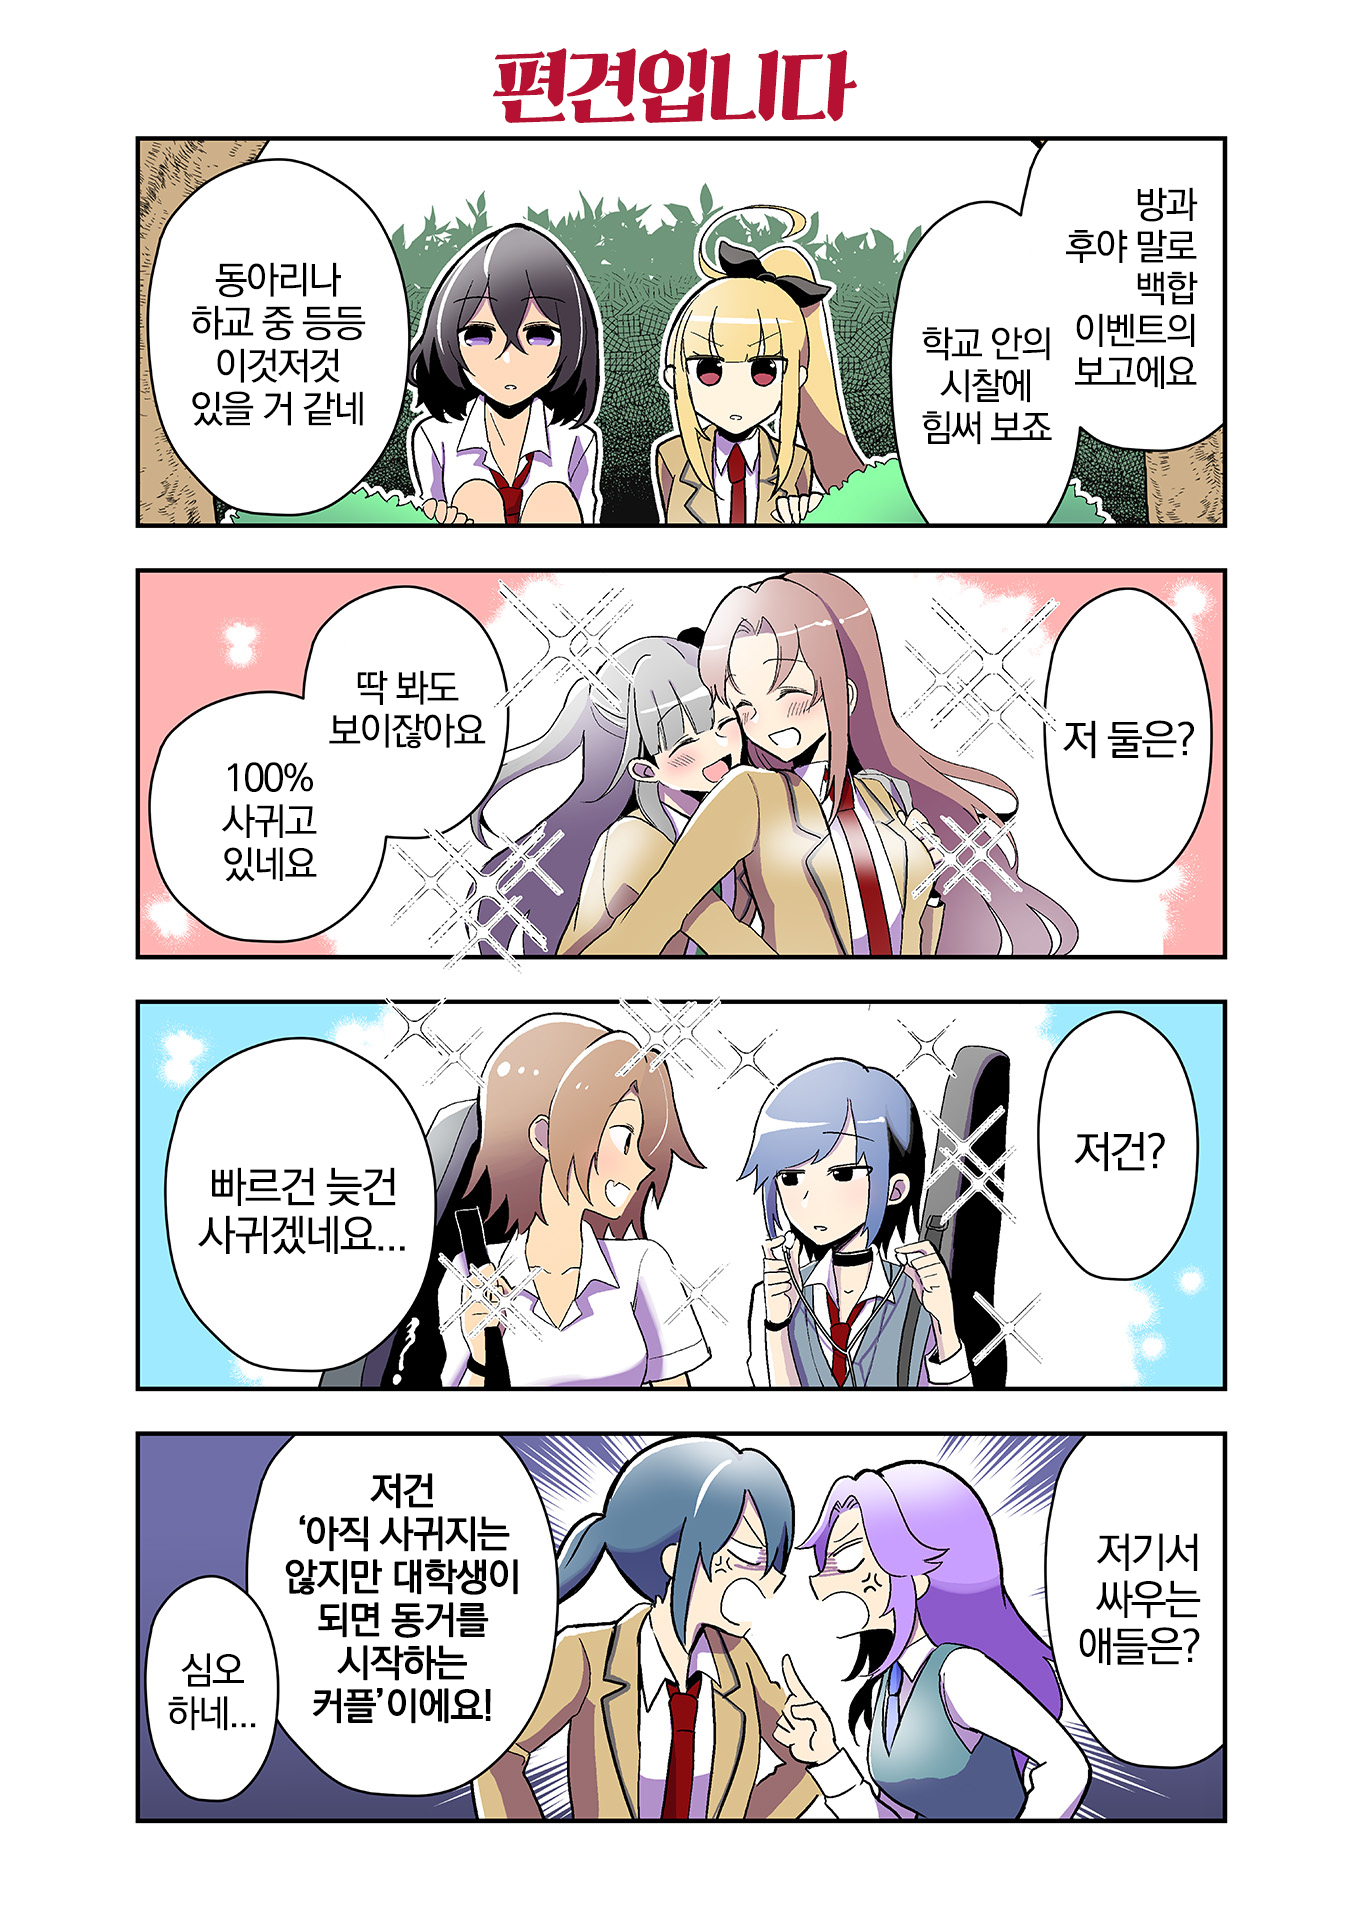 편견입니다
방과
후야 말로
백합
이벤트의
보고에요
학교 안의
시찰에
힘써 보죠
동아리나
하교 중 등등
이것저것
있을 거 같네
저 둘은?
딱 봐도
보이잖아요
100%
사귀고
있네요
저건?
빠르건 늦건
사귀겠네요...
저기서
싸우는
애들은?
저건
‘아직 사귀지는
않지만 대학생이
되면 동거를
시작하는
커플’이에요!
심오
하네...